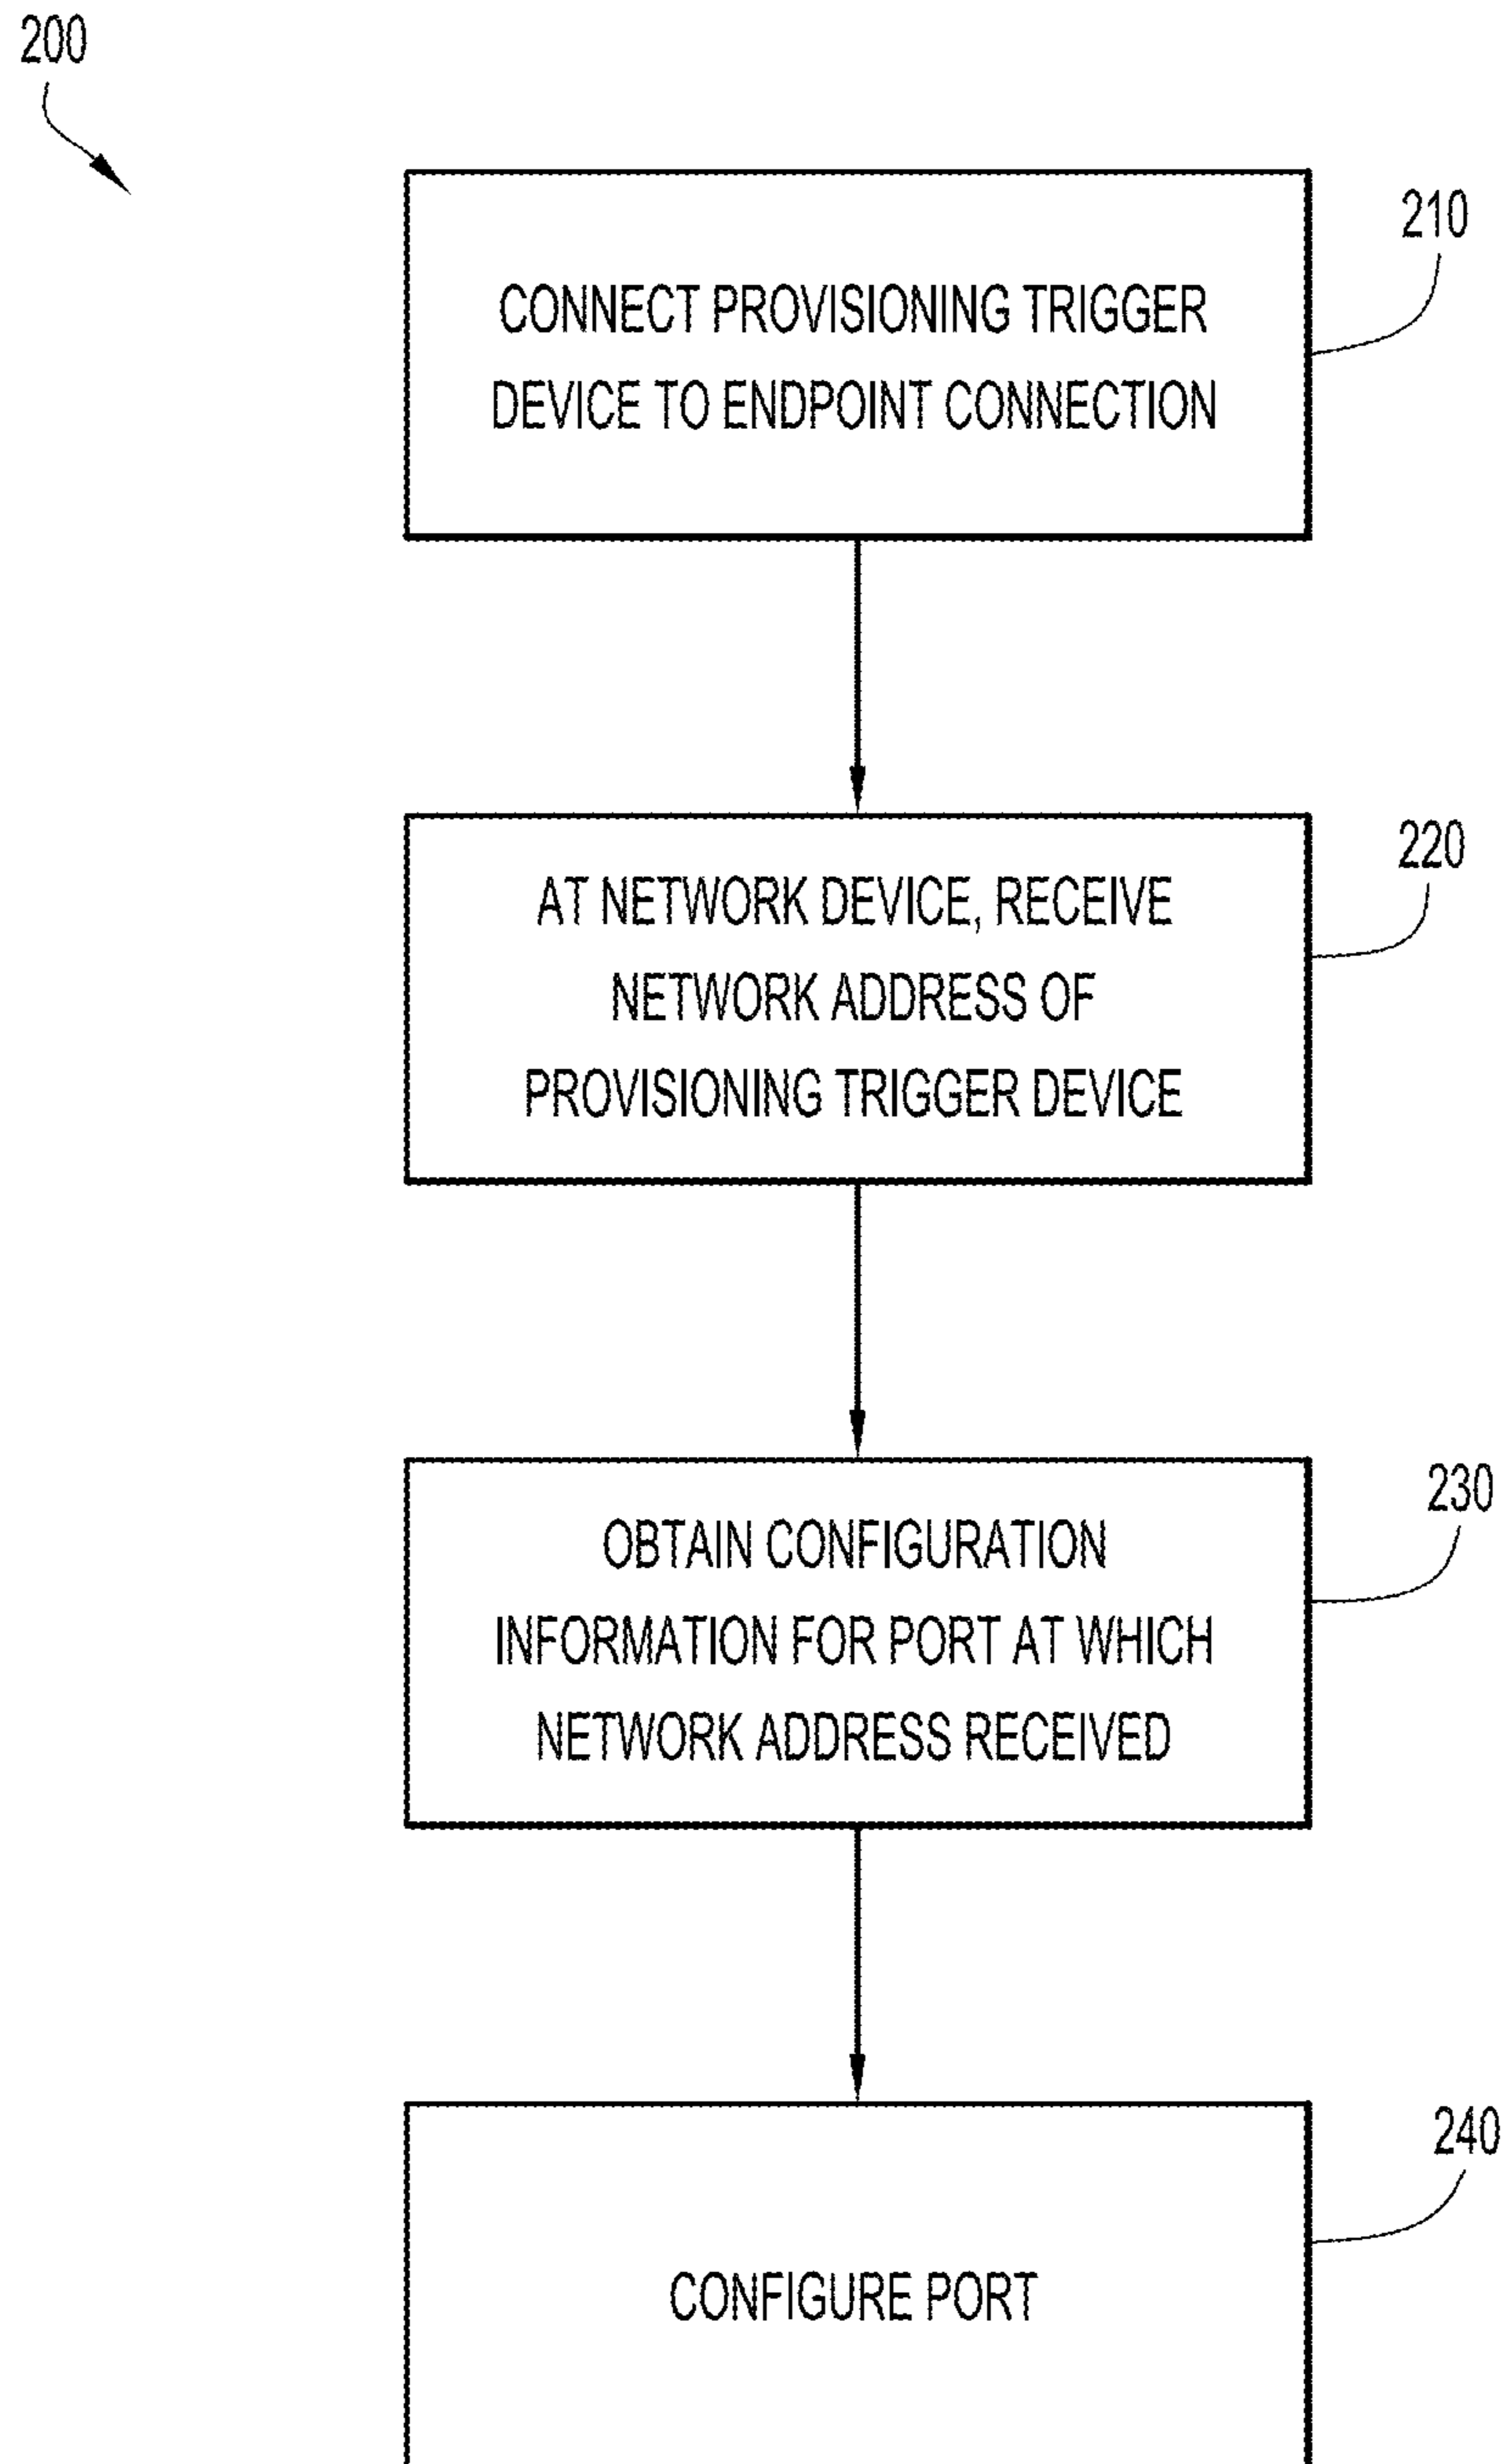 200
210
CONNECT PROVISIONING TRIGGER
DEVICE TO ENDPOINT CONNECTION
220
AT NETWORK DEVICE, RECEIVE
NETWORK ADDRESS OF
PROVISIONING TRIGGER DEVICE
230
OBTAIN CONFIGURATION
INFORMATION FOR PORT AT WHICH
NETWORK ADDRESS RECEIVED
240
CONFIGURE PORT